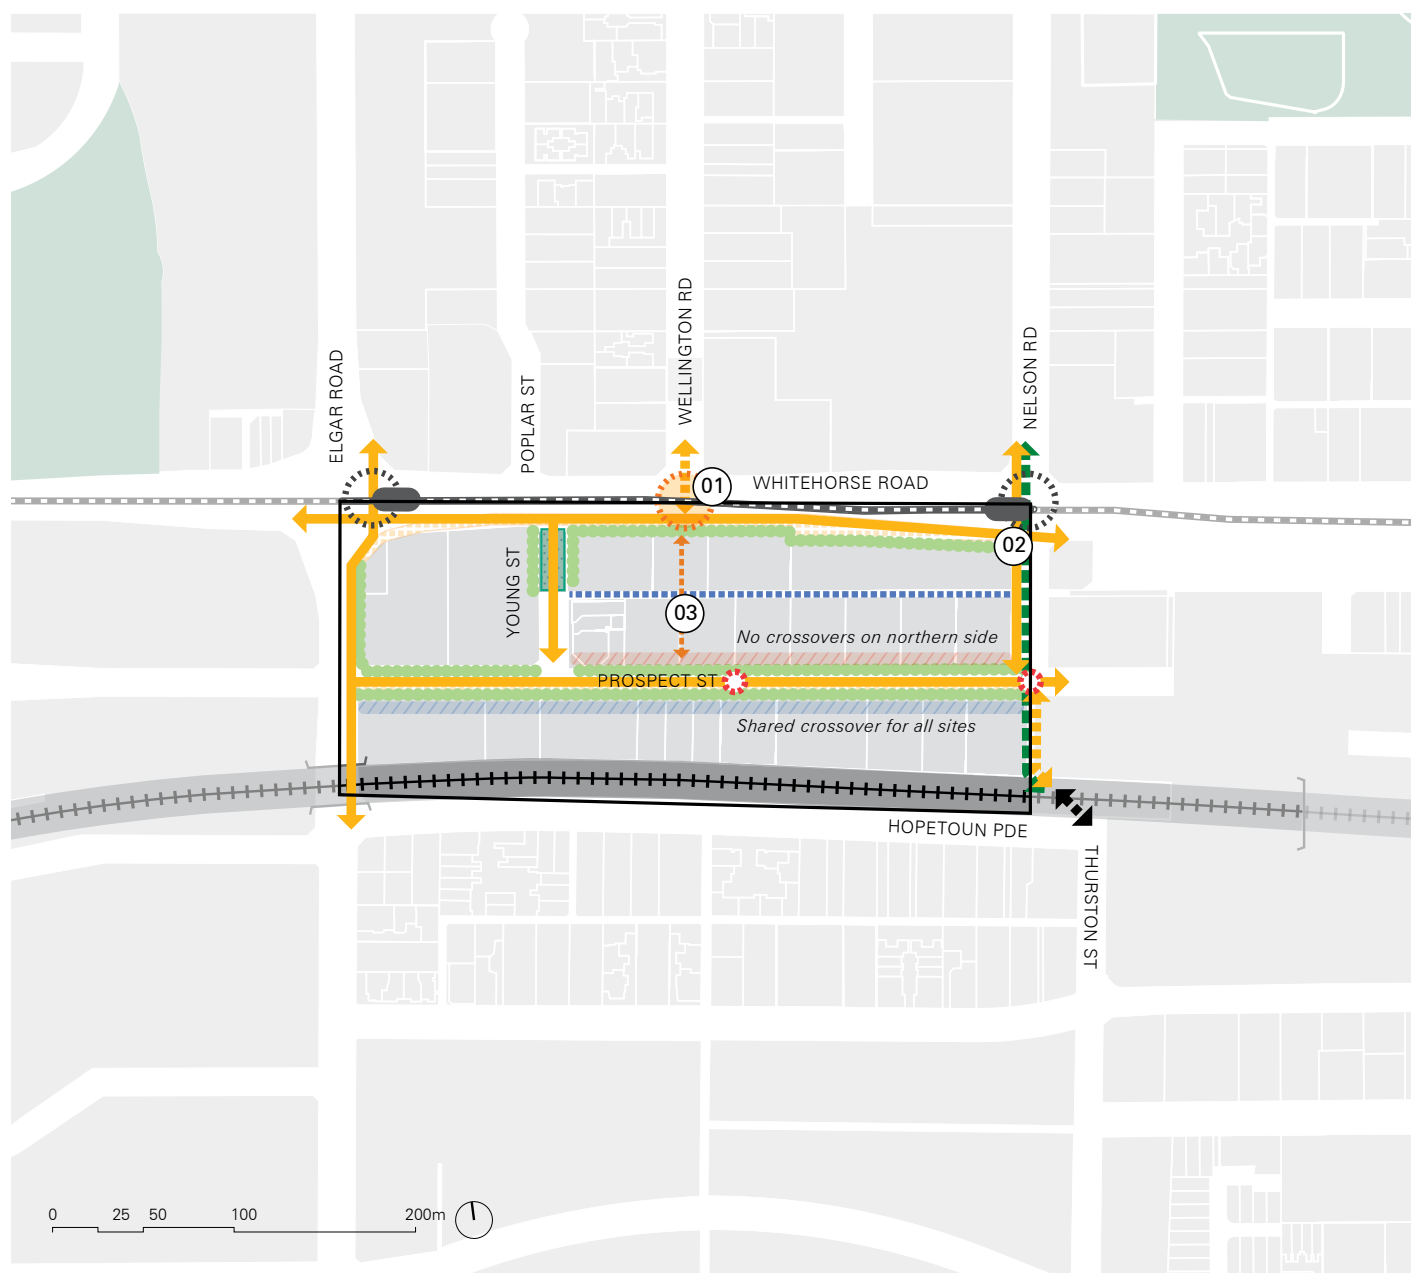 WELLINGTON RD
NELSON RD
ELGAR ROAD
POPLAR ST
01
WHITEHORSE ROAD
02
YOUNG ST
03
No crossovers on northern side
PROSPECT ST
Shared crossover for all sites
HOPETOUN PDE
THURSTON ST
0 25 50 100 200m